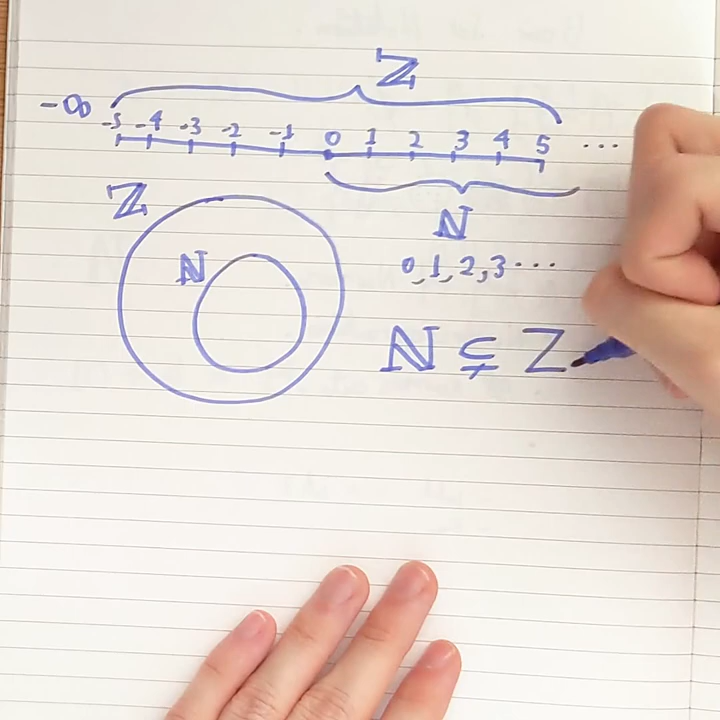 ℤ
-∞ -5 -4 -3 -2 -1 0 1 2 3 4 5 ...
ℤ
ℕ
ℕ
0,1,2,3...
ℕ ⊊ ℤ